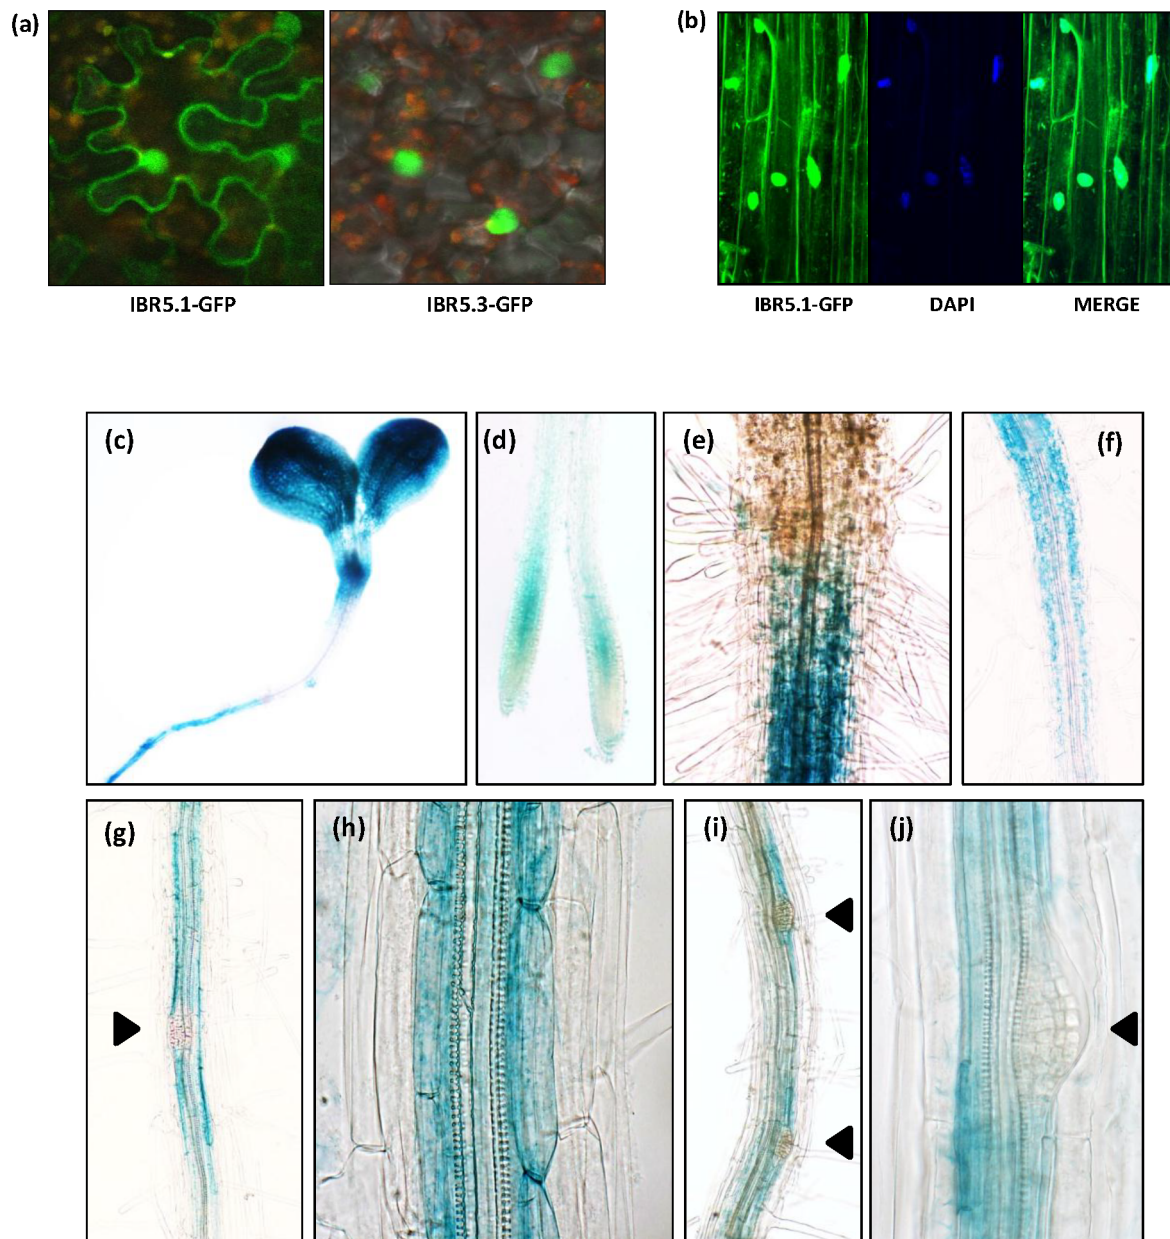 (a)
(b)
IBR5.1-GFP
IBR5.3-GFP
IBR5.1-GFP
DAPI
MERGE
(c)
(d)
(e)
(f)
(g)
(h)
(i)
(j)